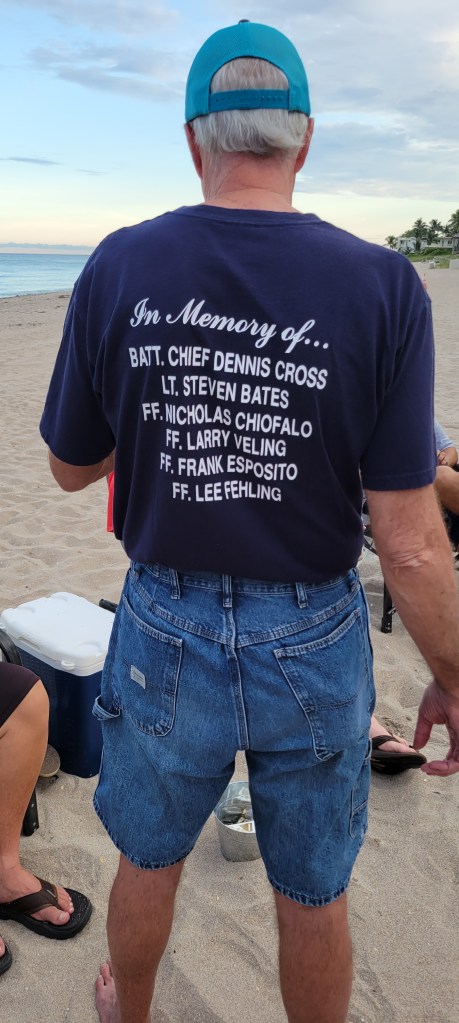 In Memory of...
BATT. CHIEF DENNIS CROSS
LT. STEVEN BATES
FF. NICHOLAS CHIOFALO
FF. LARRY VELING
FF. FRANK ESPOSITO
FF. LEE FEHLING